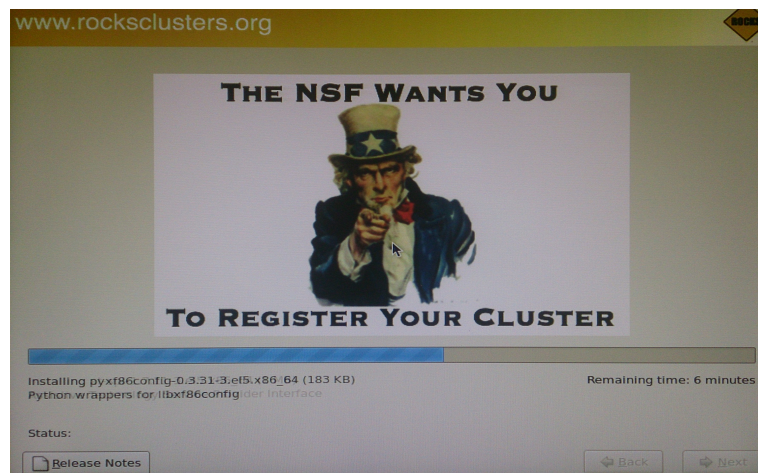 www.rocksclusters.org
ROCKS
THE NSF WANTS YOU
TO REGISTER YOUR CLUSTER
Installing pyxf86config-0.3.31-3.el5.x86_64 (183 KB)
Remaining time: 6 minutes
Python wrappers for libxf86config
Status:
Release Notes
Back
Next